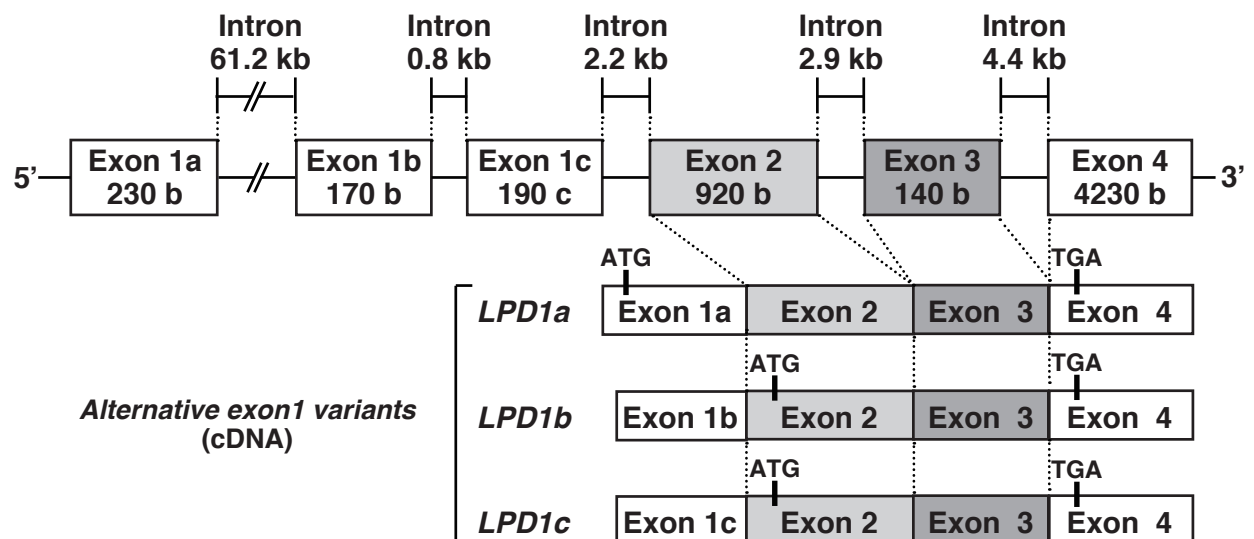 Intron Intron Intron Intron Intron
61.2 kb 0.8 kb 2.2 kb 2.9 kb 4.4 kb
5’ Exon 1a Exon 1b Exon 1c Exon 2 Exon 3 Exon 4 3’
230 b 170 b 190 c 920 b 140 b 4230 b
ATG TGA
LPD1a Exon 1a Exon 2 Exon 3 Exon 4
ATG TGA
Alternative exon1 variants
(cDNA)
LPD1b Exon 1b Exon 2 Exon 3 Exon 4
ATG TGA
LPD1c Exon 1c Exon 2 Exon 3 Exon 4